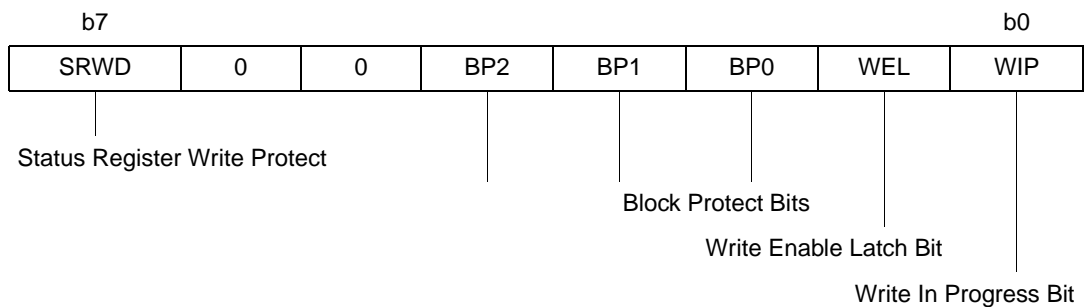 b7 b0
SRWD 0 0 BP2 BP1 BP0 WEL WIP
Status Register Write Protect
Block Protect Bits
Write Enable Latch Bit
Write In Progress Bit